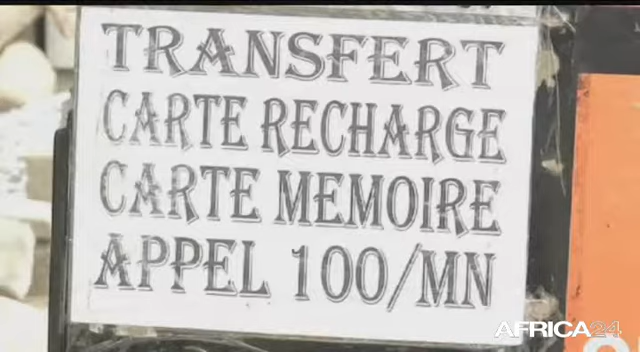 TRANSFERT
CARTE RECHARGE
CARTE MEMOIRE
APPEL 100/MN
AFRICA24